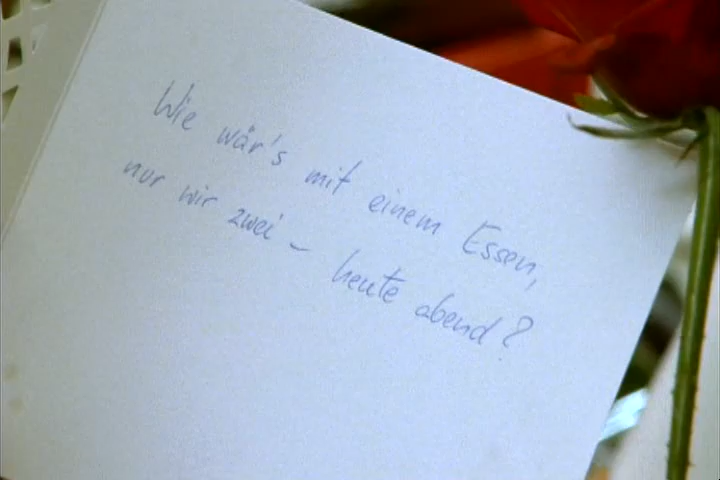 Wie wär's mit einem Essen,
nur wir zwei – heute abend?